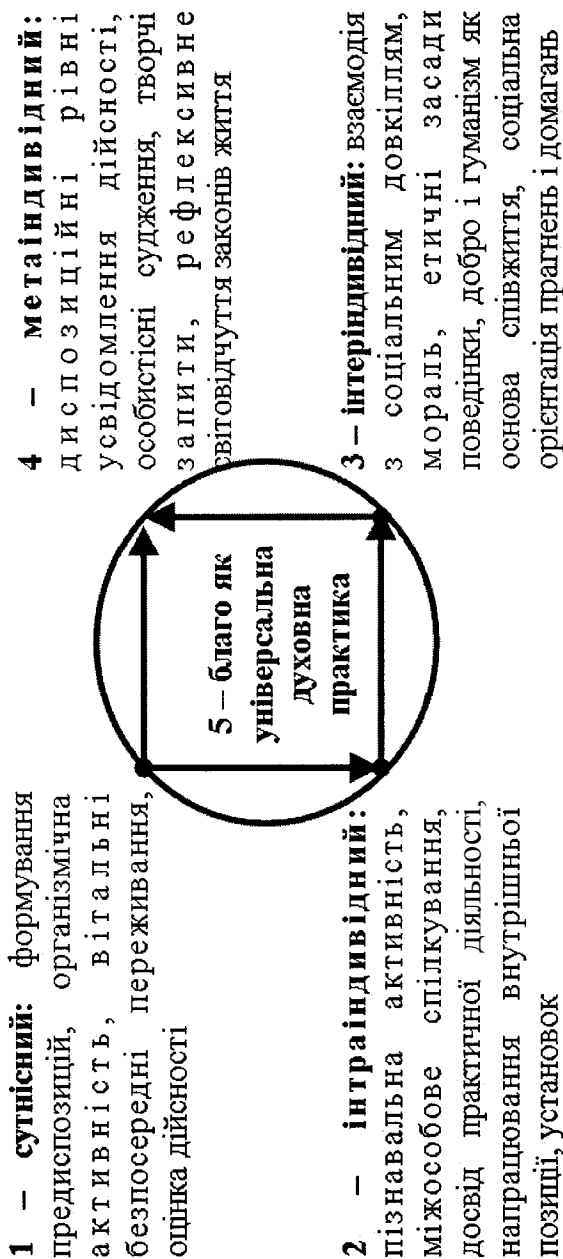 1 – сутнісний: формування
предиспозицій, організмічна
активність, вітальні
безпосередні переживання,
оцінка дійсності
2 – інтраіндивідний:
пізнавальна активність,
міжособове спілкування,
досвід практичної діяльності,
напрацювання внутрішньої
позиції, установок
5 – благо як
універсальна
духовна
практика
4 – метаіндивідний:
диспозиційні рівні
усвідомлення дійсності,
особистісні судження, творчі
запити, рефлексивне
світовідчуття законів життя
3 – інтеріндивідний: взаємодія
з соціальним довкіллям,
мораль, етичні засади
поведінки, добро і гуманізм як
основа співжиття, соціальна
орієнтація прагнень і домагань